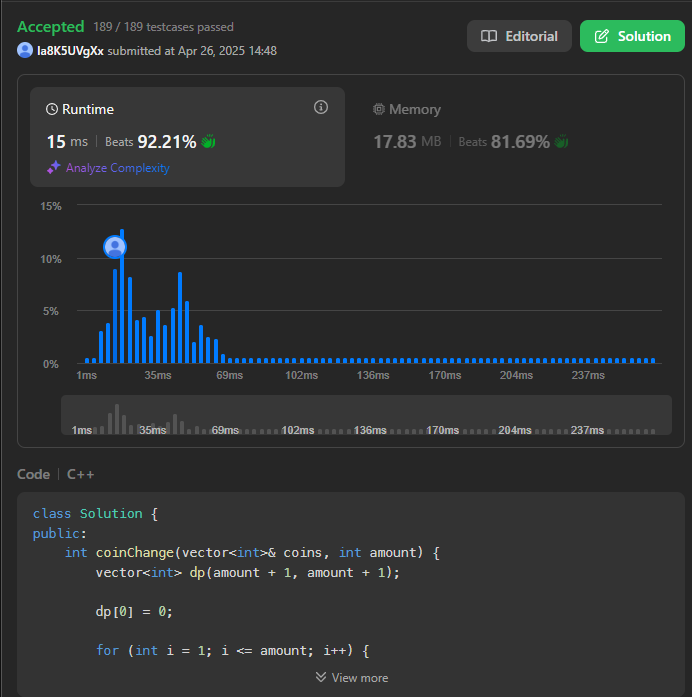 Accepted 189 / 189 testcases passed
Editorial
Solution
la8K5UVgXx submitted at Apr 26, 2025 14:48
Runtime
Memory
15 ms | Beats 92.21%
17.83 MB | Beats 81.69%
Analyze Complexity
15%
10%
5%
0%
1ms 35ms 69ms 102ms 136ms 170ms 204ms 237ms
1ms 35ms 69ms 102ms 136ms 170ms 204ms 237ms
Code | C++
class Solution {
public:
    int coinChange(vector<int>& coins, int amount) {
        vector<int> dp(amount + 1, amount + 1);
        dp[0] = 0;
        for (int i = 1; i <= amount; i++) {
View more